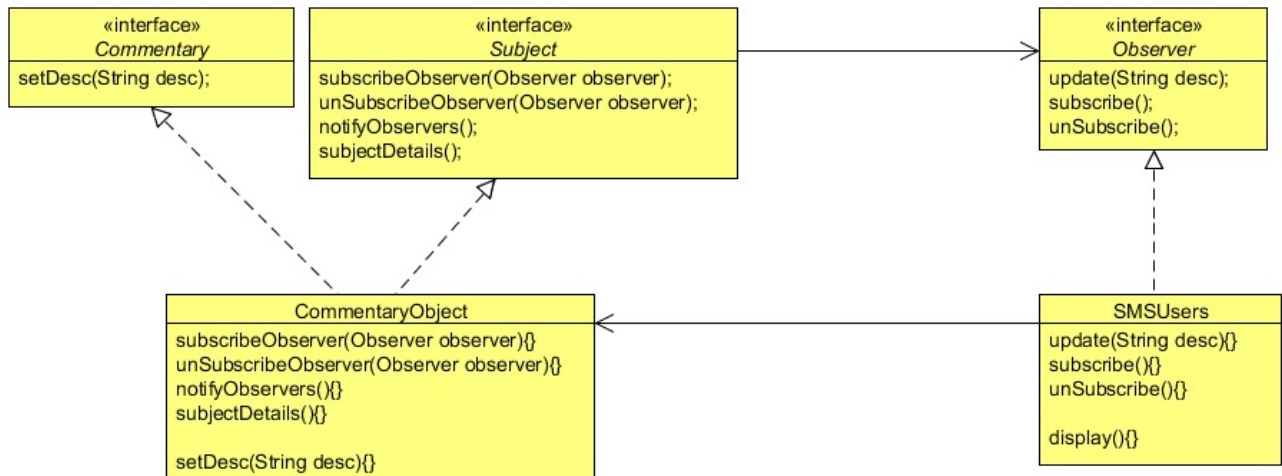 «interface»
Commentary
setDesc(String desc);
«interface»
Subject
subscribeObserver(Observer observer);
unSubscribeObserver(Observer observer);
notifyObservers();
subjectDetails();
«interface»
Observer
update(String desc);
subscribe();
unSubscribe();
CommentaryObject
subscribeObserver(Observer observer){}
unSubscribeObserver(Observer observer){}
notifyObservers(){}
subjectDetails(){}
setDesc(String desc){}
SMSUsers
update(String desc){}
subscribe(){}
unSubscribe(){}
display(){}